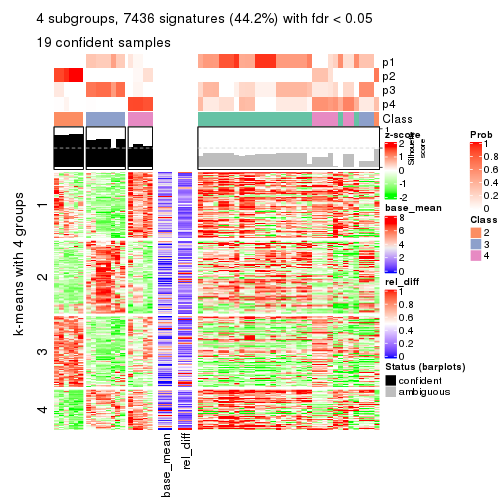 4 subgroups, 7436 signatures (44.2%) with fdr < 0.05
19 confident samples
p1
p2
p3
p4
Class
1
Silhouette
score
k-means with 4 groups
1
2
3
4
base_mean
rel_diff
z-score
2
1
0
-1
-2
base_mean
8
6
4
2
0
rel_diff
1
0.8
0.6
0.4
0.2
0
Status (barplots)
confident
ambiguous
Prob
1
0.8
0.6
0.4
0.2
0
Class
2
3
4